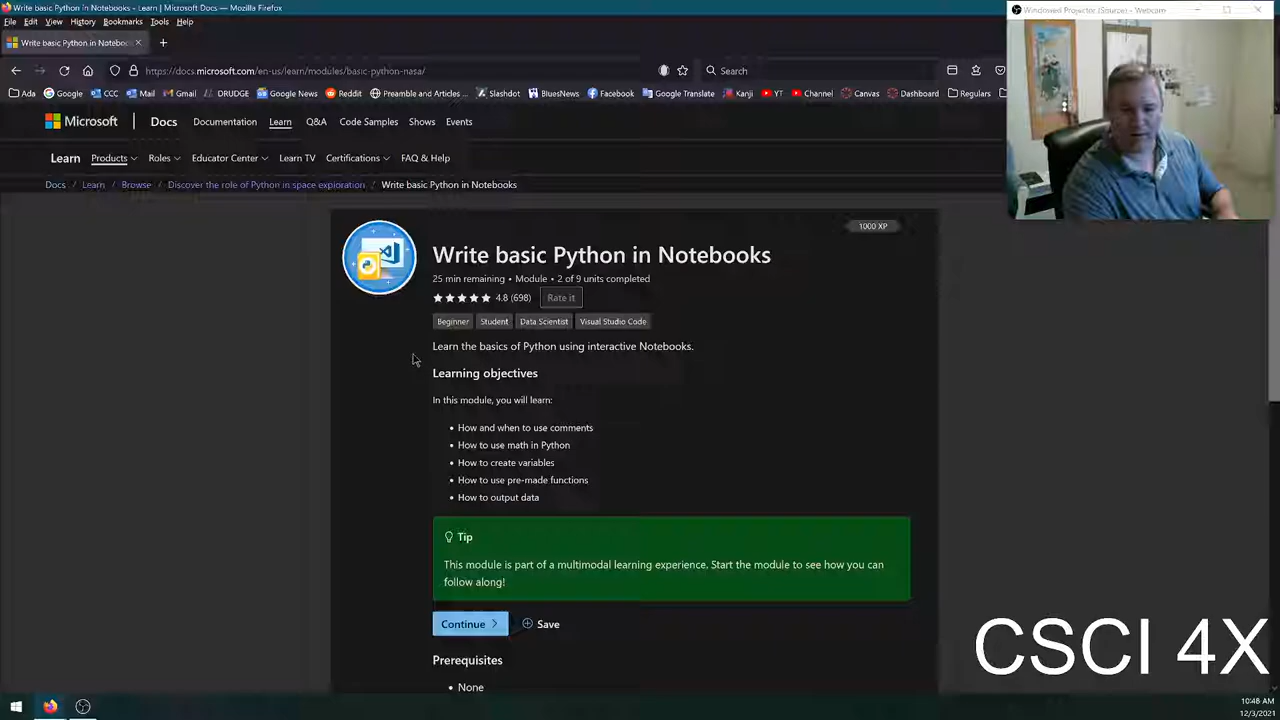 Write basic Python in Notebooks - Learn | Microsoft Docs — Mozilla Firefox
Windowed Projector (Source) - Webcam
File Edit View History Bookmarks Tools Help
Write basic Python in Noteboo
https://docs.microsoft.com/en-us/learn/modules/basic-python-nasa/
Search
Ada Google CCC Mail Gmail DRUDGE Google News Reddit Preamble and Articles Slashdot BluesNews Facebook Google Translate Kanji YT Channel Canvas Dashboard Regulars
Microsoft Docs Documentation Learn Q&A Code Samples Shows Events
Learn Products Roles Educator Center Learn TV Certifications FAQ & Help
Docs / Learn / Browse / Discover the role of Python in space exploration / Write basic Python in Notebooks
1000 XP
Write basic Python in Notebooks
25 min remaining • Module • 2 of 9 units completed
4.8 (698) Rate it
Beginner Student Data Scientist Visual Studio Code
Learn the basics of Python using interactive Notebooks.
Learning objectives
In this module, you will learn:
• How and when to use comments
• How to use math in Python
• How to create variables
• How to use pre-made functions
• How to output data
Tip
This module is part of a multimodal learning experience. Start the module to see how you can
follow along!
Continue Save
Prerequisites
• None
CSCI 4X
10:48 AM
12/3/2021